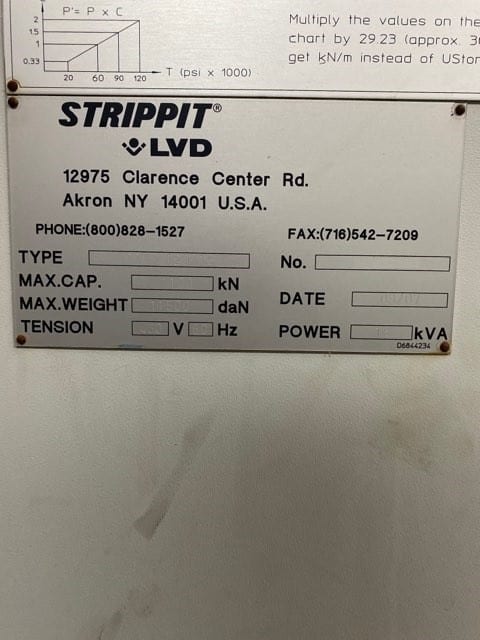 P'= P x C
2
1.5
1
0.33
20 60 90 120 T (psi x 1000)
Multiply the values on the
chart by 29.23 (approx.
get kN/m instead of
STRIPPIT®
LVD
12975 Clarence Center Rd.
Akron NY 14001 U.S.A.
PHONE:(800)828-1527 FAX:(716)542-7209
TYPE No.
MAX.CAP. kN
MAX.WEIGHT daN DATE
TENSION V Hz POWER kVA
D6844234